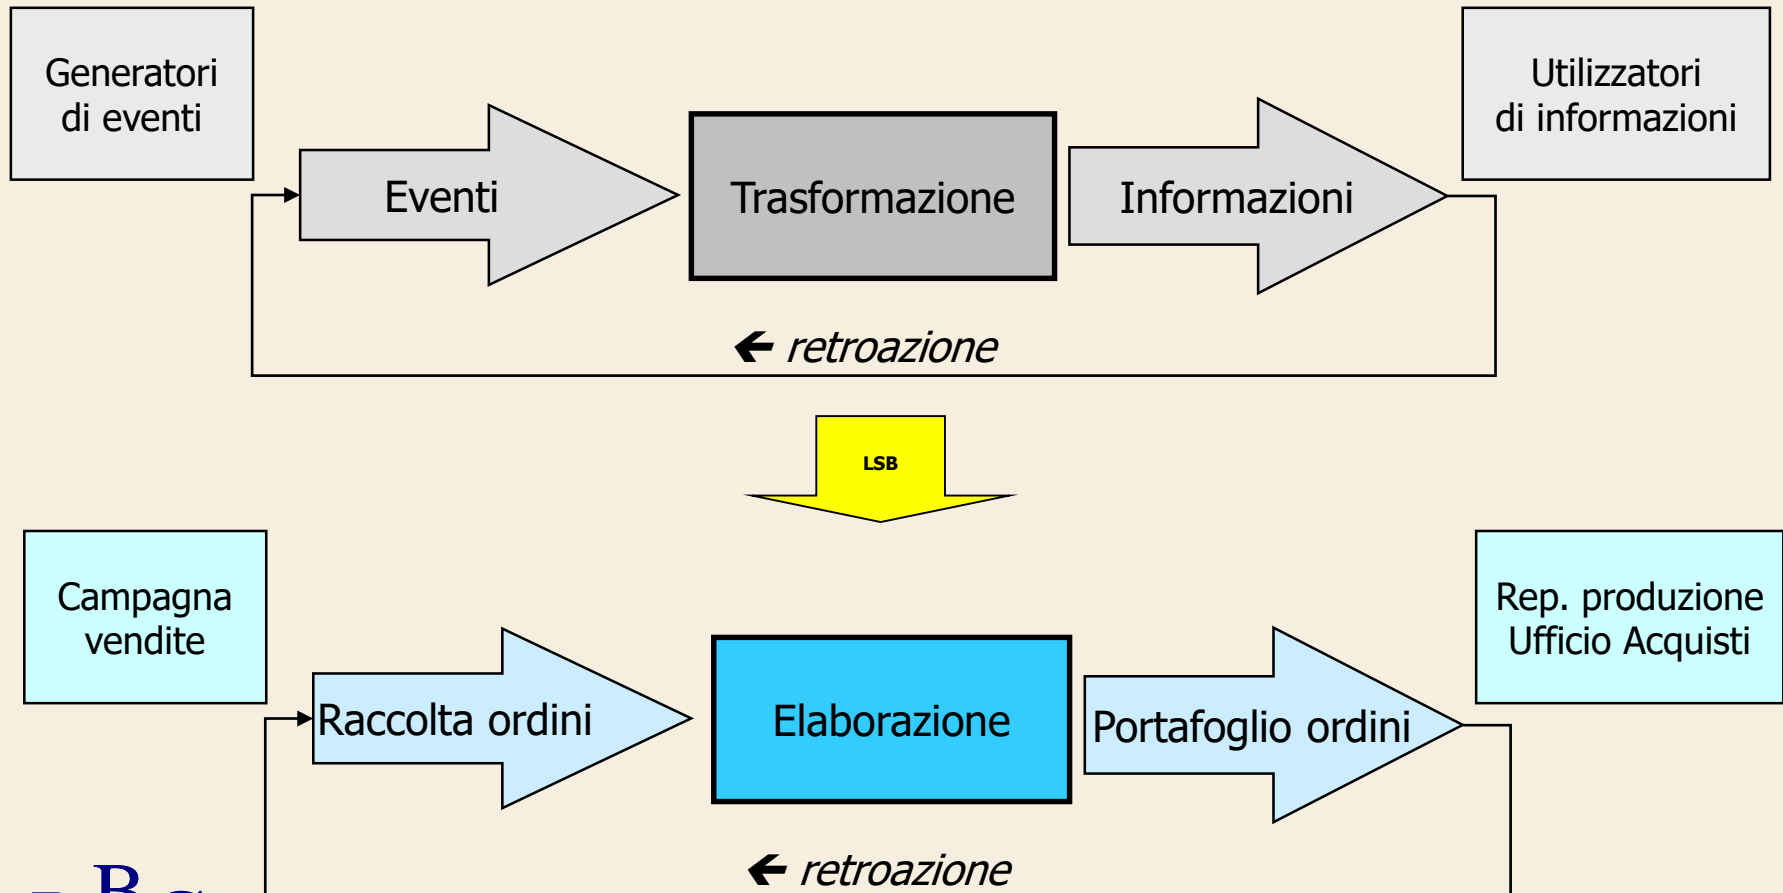 Generatori
di eventi
Utilizzatori
di informazioni
Eventi
Trasformazione
Informazioni
← retroazione
LSB
Campagna
vendite
Rep. produzione
Ufficio Acquisti
Raccolta ordini
Elaborazione
Portafoglio ordini
← retroazione
B